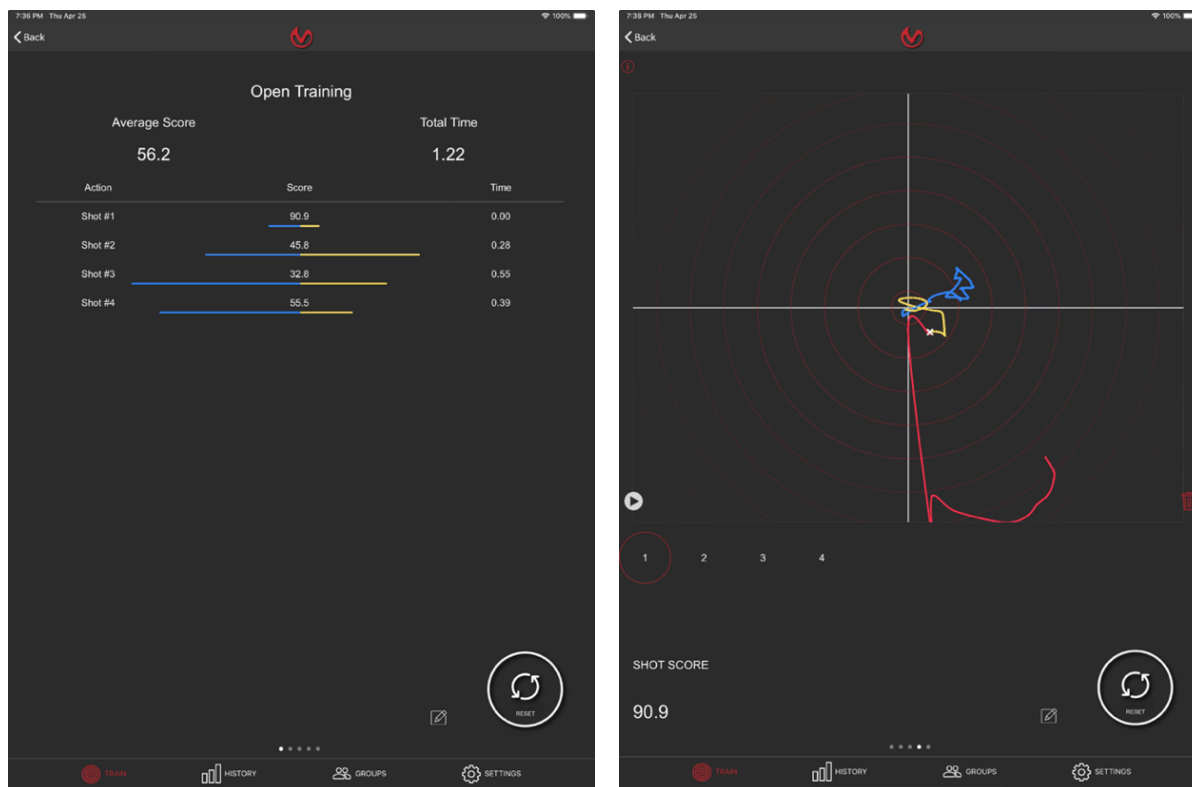 7:36 PM Thu Apr 25
100%
Back
Open Training
Average Score Total Time
56.2 1.22
Action Score Time
Shot #1 90.9 0.00
Shot #2 45.8 0.28
Shot #3 32.8 0.55
Shot #4 55.5 0.39
RESET
TRAIN HISTORY GROUPS SETTINGS
7:38 PM Thu Apr 25
100%
Back
1 2 3 4
SHOT SCORE
90.9
RESET
TRAIN HISTORY GROUPS SETTINGS